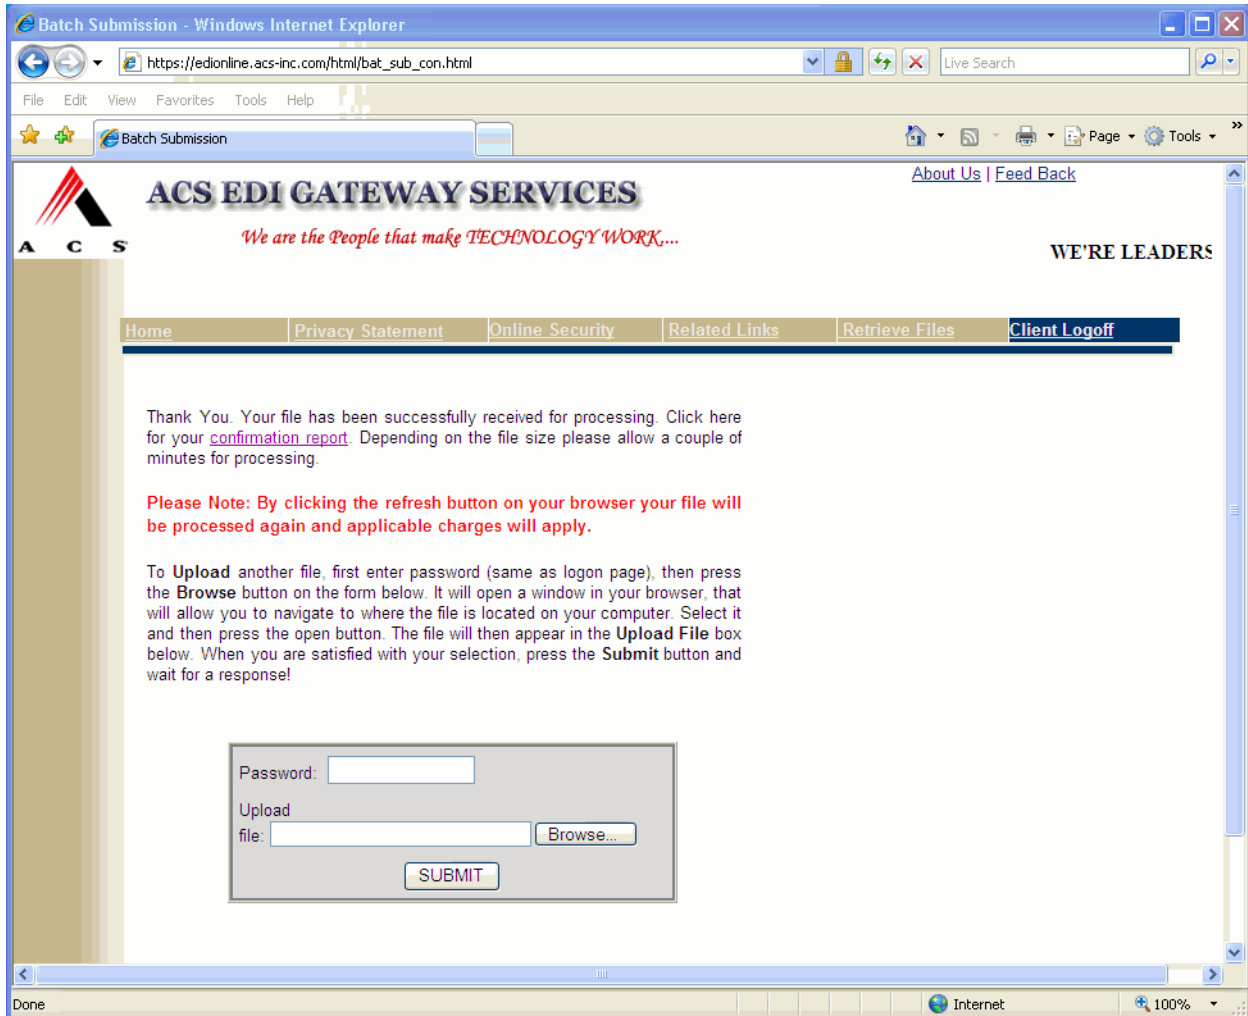 Batch Submission - Windows Internet Explorer
https://edionline.acs-inc.com/html/bat_sub_con.html
Live Search
File Edit View Favorites Tools Help
Batch Submission
Page Tools »
ACS
ACS EDI GATEWAY SERVICES
We are the People that make TECHNOLOGY WORK,...
About Us | Feed Back
WE'RE LEADERS
Home Privacy Statement Online Security Related Links Retrieve Files Client Logoff
Thank You. Your file has been successfully received for processing. Click here
for your confirmation report. Depending on the file size please allow a couple of
minutes for processing.
Please Note: By clicking the refresh button on your browser your file will
be processed again and applicable charges will apply.
To Upload another file, first enter password (same as logon page), then press
the Browse button on the form below. It will open a window in your browser, that
will allow you to navigate to where the file is located on your computer. Select it
and then press the open button. The file will then appear in the Upload File box
below. When you are satisfied with your selection, press the Submit button and
wait for a response!
Password:
Upload
file: Browse...
SUBMIT
Done Internet 100%